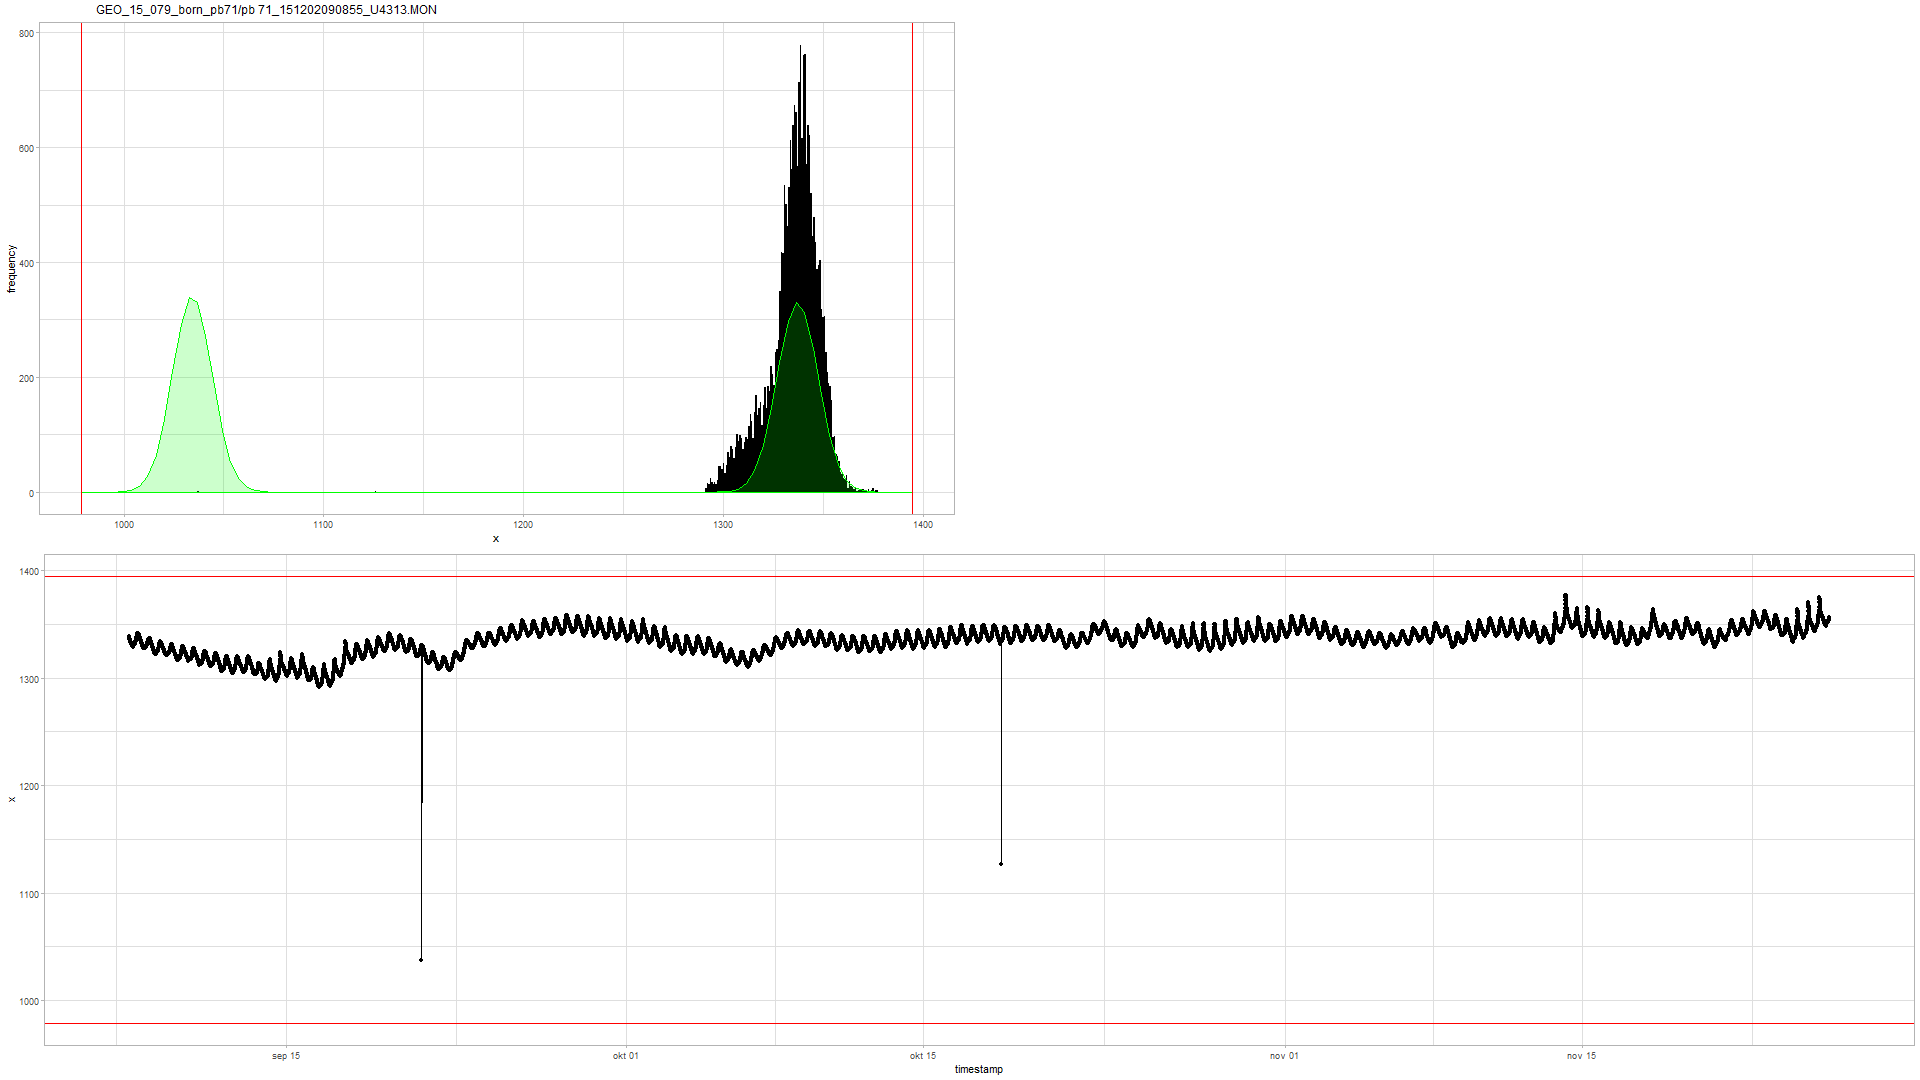 GEO_15_079_born_pb71/pb 71_151202090855_U4313.MON
800
600
400
200
0
frequency
1000 1100 1200 1300 1400
x
1400
1300
1200
1100
1000
x
sep 15 okt 01 okt 15 nov 01 nov 15
timestamp